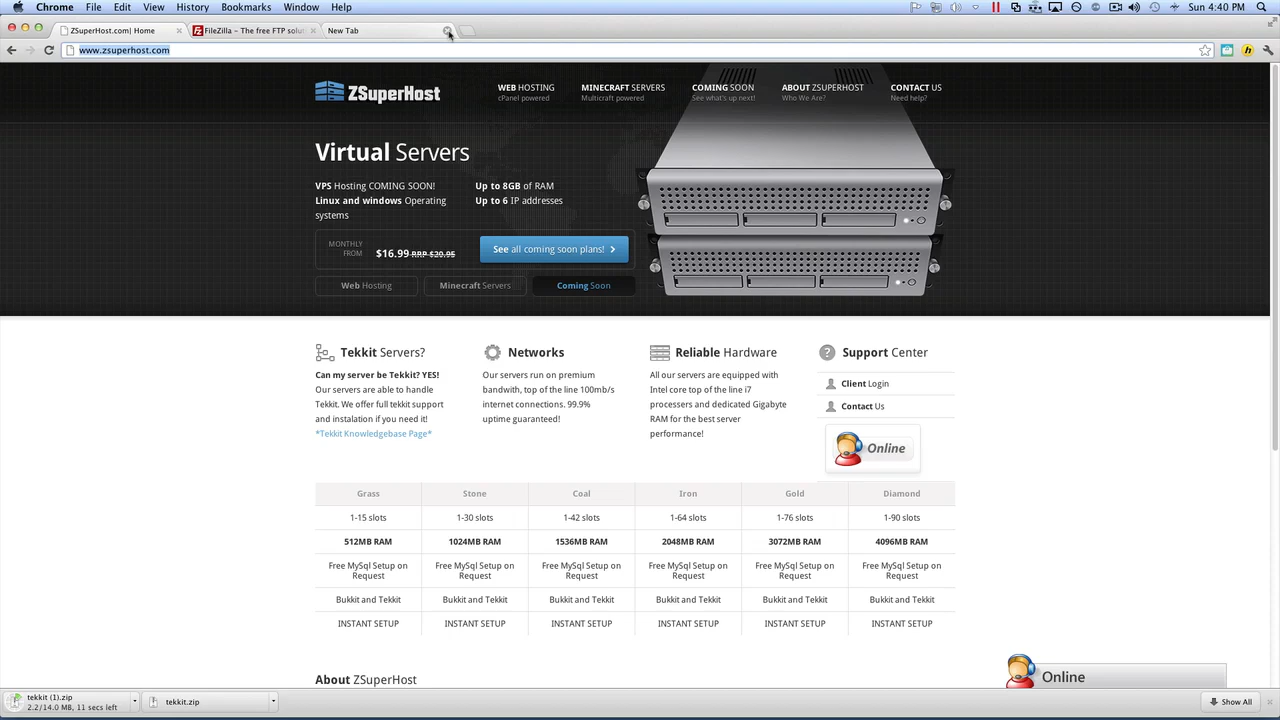 Chrome File Edit View History Bookmarks Window Help Sun 4:40 PM
ZSuperHost.com| Home FileZilla – The free FTP solut New Tab
www.zsuperhost.com
ZSuperHost
WEB HOSTING MINECRAFT SERVERS COMING SOON ABOUT ZSUPERHOST CONTACT US
cPanel powered Multicraft powered See what's up next! Who We Are? Need help?
Virtual Servers
VPS Hosting COMING SOON! Up to 8GB of RAM
Linux and windows Operating Up to 6 IP addresses
systems
MONTHLY
FROM
$16.99 RRP $20.95
See all coming soon plans!
Web Hosting Minecraft Servers Coming Soon
Tekkit Servers?
Can my server be Tekkit? YES!
Our servers are able to handle
Tekkit. We offer full tekkit support
and instalation if you need it!
*Tekkit Knowledgebase Page*
Networks
Our servers run on premium
bandwith, top of the line 100mb/s
internet connections. 99.9%
uptime guaranteed!
Reliable Hardware
All our servers are equipped with
Intel core top of the line i7
processers and dedicated Gigabyte
RAM for the best server
performance!
Support Center
Client Login
Contact Us
Online
Grass Stone Coal Iron Gold Diamond
1-15 slots 1-30 slots 1-42 slots 1-64 slots 1-76 slots 1-90 slots
512MB RAM 1024MB RAM 1536MB RAM 2048MB RAM 3072MB RAM 4096MB RAM
Free MySql Setup on Free MySql Setup on Free MySql Setup on Free MySql Setup on Free MySql Setup on Free MySql Setup on
Request Request Request Request Request Request
Bukkit and Tekkit Bukkit and Tekkit Bukkit and Tekkit Bukkit and Tekkit Bukkit and Tekkit Bukkit and Tekkit
INSTANT SETUP INSTANT SETUP INSTANT SETUP INSTANT SETUP INSTANT SETUP INSTANT SETUP
About ZSuperHost
Online
tekkit (1).zip
2.2/14.0 MB, 11 secs left
tekkit.zip
Show All